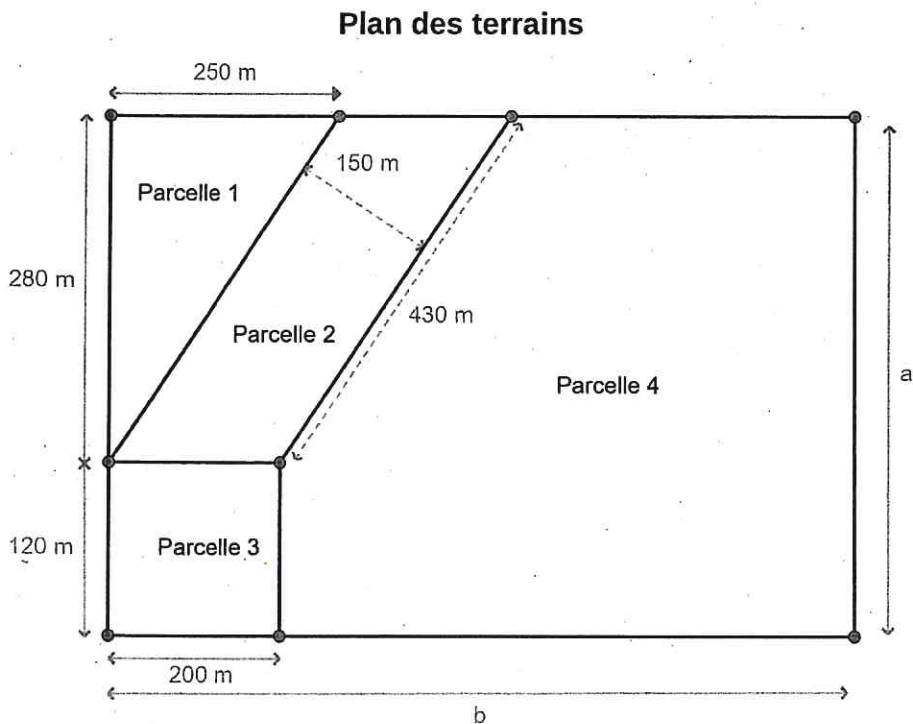 Plan des terrains
250 m
150 m
Parcelle 1
280 m
430 m
Parcelle 2
Parcelle 4
a
120 m
Parcelle 3
200 m
b